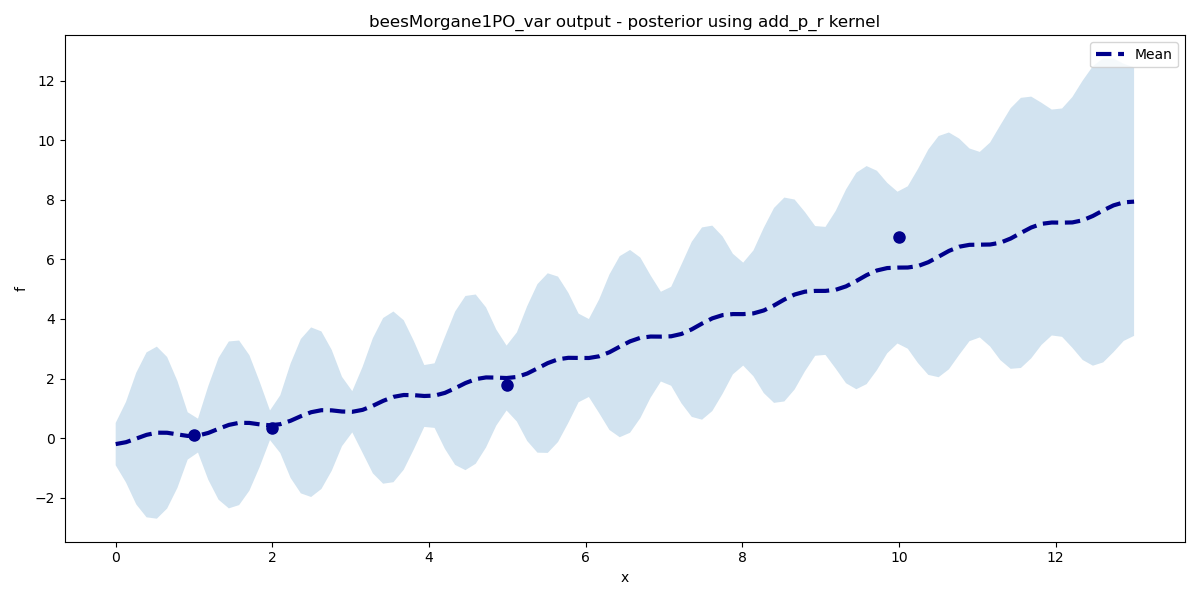 beesMorgane1PO_var output - posterior using add_p_r kernel
Mean
12
10
8
6
4
2
0
−2
f
0 2 4 6 8 10 12
x